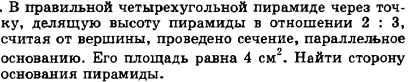 . В правильной четырехугольной пирамиде через точ-
ку, делящую высоту пирамиды в отношении 2 : 3,
считая от вершины, проведено сечение, параллельное
основанию. Его площадь равна 4 см². Найти сторону
основания пирамиды.